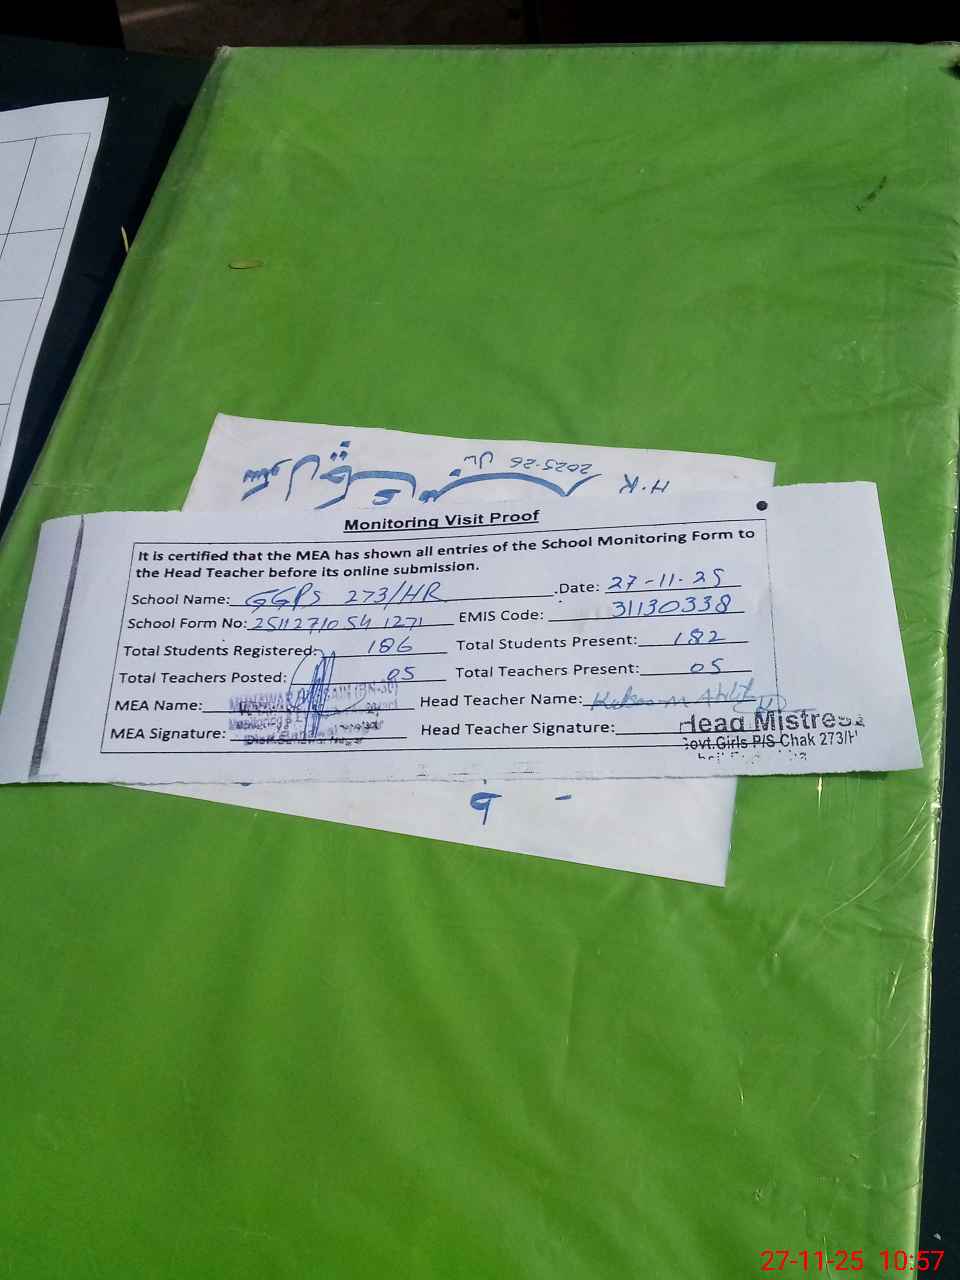 2025-26 سال
H.K
Monitoring Visit Proof
It is certified that the MEA has shown all entries of the School Monitoring Form to
the Head Teacher before its online submission.
School Name: GGPS 273/HR .Date: 27-11-25
School Form No: 25112710541271 EMIS Code: 31130338
Total Students Registered: 186 Total Students Present: 182
Total Teachers Posted: 05 Total Teachers Present: 05
MEA Name: Head Teacher Name:
MEA Signature: Head Teacher Signature:
Head Mistress
Govt.Girls P/S Chak 273/H
27-11-25 10:57